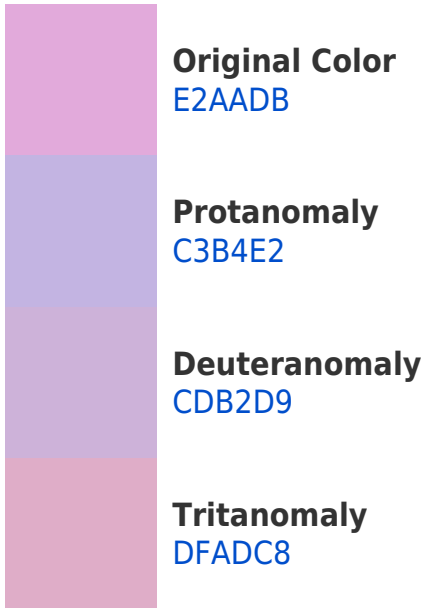 Original Color
E2AADB
Protanomaly
C3B4E2
Deuteranomaly
CDB2D9
Tritanomaly
DFADC8